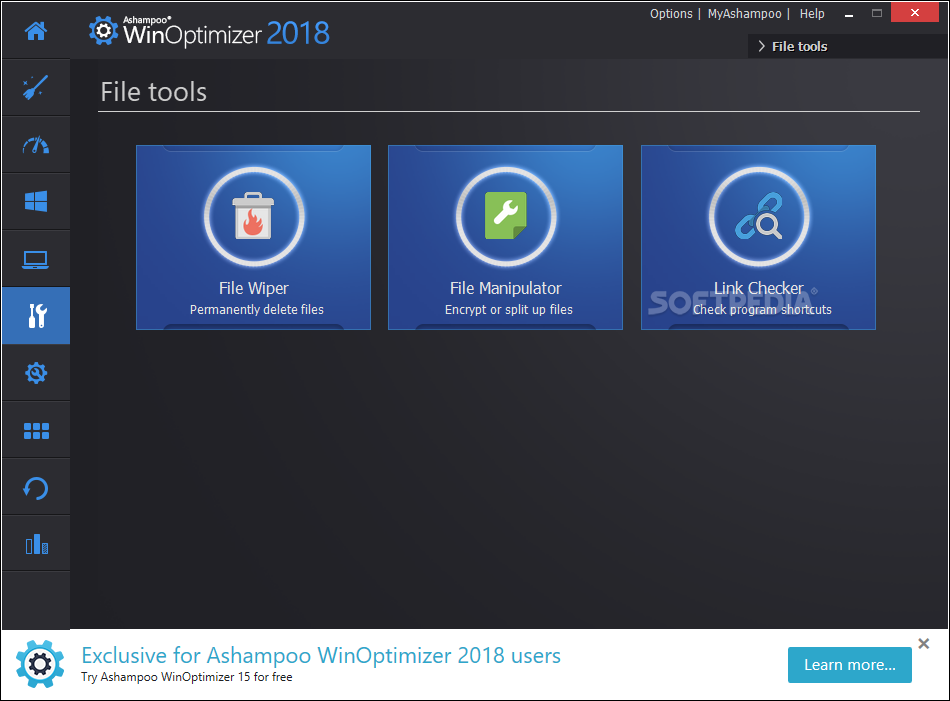 Ashampoo®
WinOptimizer 2018
Options | MyAshampoo | Help
File tools
File tools
File Wiper
Permanently delete files
File Manipulator
Encrypt or split up files
Link Checker
SOFTPEDIA®
Check program shortcuts
Exclusive for Ashampoo WinOptimizer 2018 users
Try Ashampoo WinOptimizer 15 for free
Learn more...